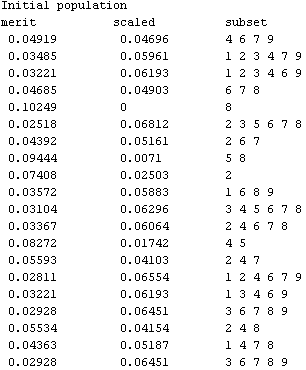 Initial population
merit scaled subset
0.04919 0.04696 4 6 7 9
0.03485 0.05961 1 2 3 4 7 9
0.03221 0.06193 1 2 3 4 6 9
0.04685 0.04903 6 7 8
0.10249 0 8
0.02518 0.06812 2 3 5 6 7 8
0.04392 0.05161 2 6 7
0.09444 0.0071 5 8
0.07408 0.02503 2
0.03572 0.05883 1 6 8 9
0.03104 0.06296 3 4 5 6 7 8
0.03367 0.06064 2 4 6 7 8
0.08272 0.01742 4 5
0.05593 0.04103 2 4 7
0.02811 0.06554 1 2 4 6 7 9
0.03221 0.06193 1 3 4 6 9
0.02928 0.06451 3 6 7 8 9
0.05534 0.04154 2 4 8
0.04363 0.05187 1 4 7 8
0.02928 0.06451 3 6 7 8 9